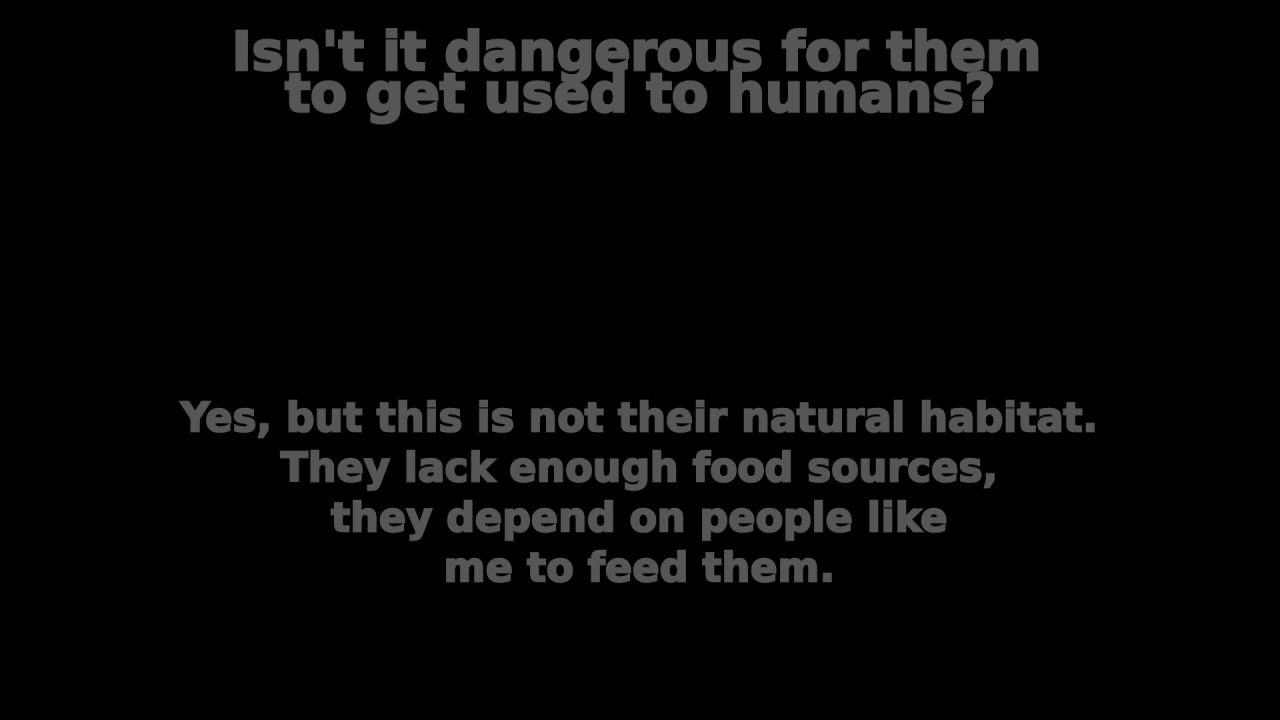 Isn't it dangerous for them
to get used to humans?
Yes, but this is not their natural habitat.
They lack enough food sources,
they depend on people like
me to feed them.